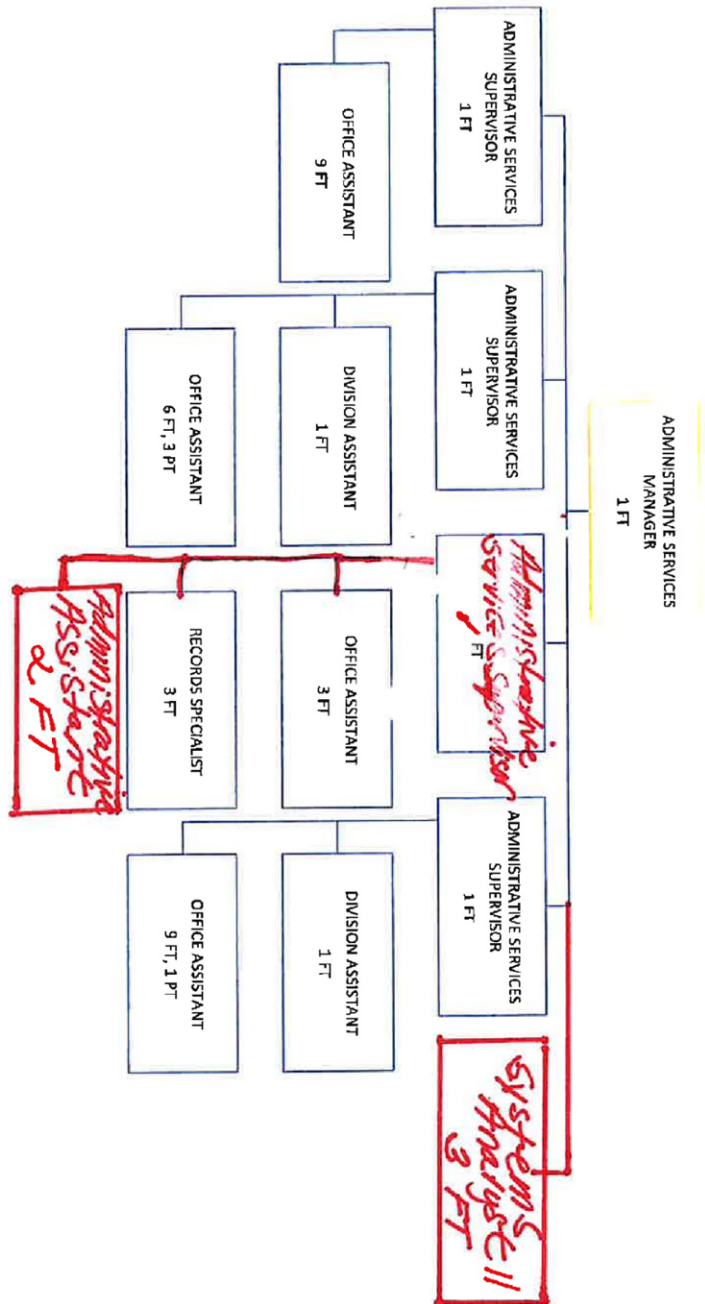 ADMINISTRATIVE SERVICES
MANAGER
1 FT
ADMINISTRATIVE SERVICES
SUPERVISOR
1 FT
OFFICE ASSISTANT
9 FT
ADMINISTRATIVE SERVICES
SUPERVISOR
1 FT
DIVISION ASSISTANT
1 FT
OFFICE ASSISTANT
6 FT, 3 PT
Administrative
Services Supervisor
1 FT
OFFICE ASSISTANT
3 FT
RECORDS SPECIALIST
3 FT
Administrative
Assistant
2 FT
ADMINISTRATIVE SERVICES
SUPERVISOR
1 FT
DIVISION ASSISTANT
1 FT
OFFICE ASSISTANT
9 FT, 1 PT
Systems
Analyst II
3 FT